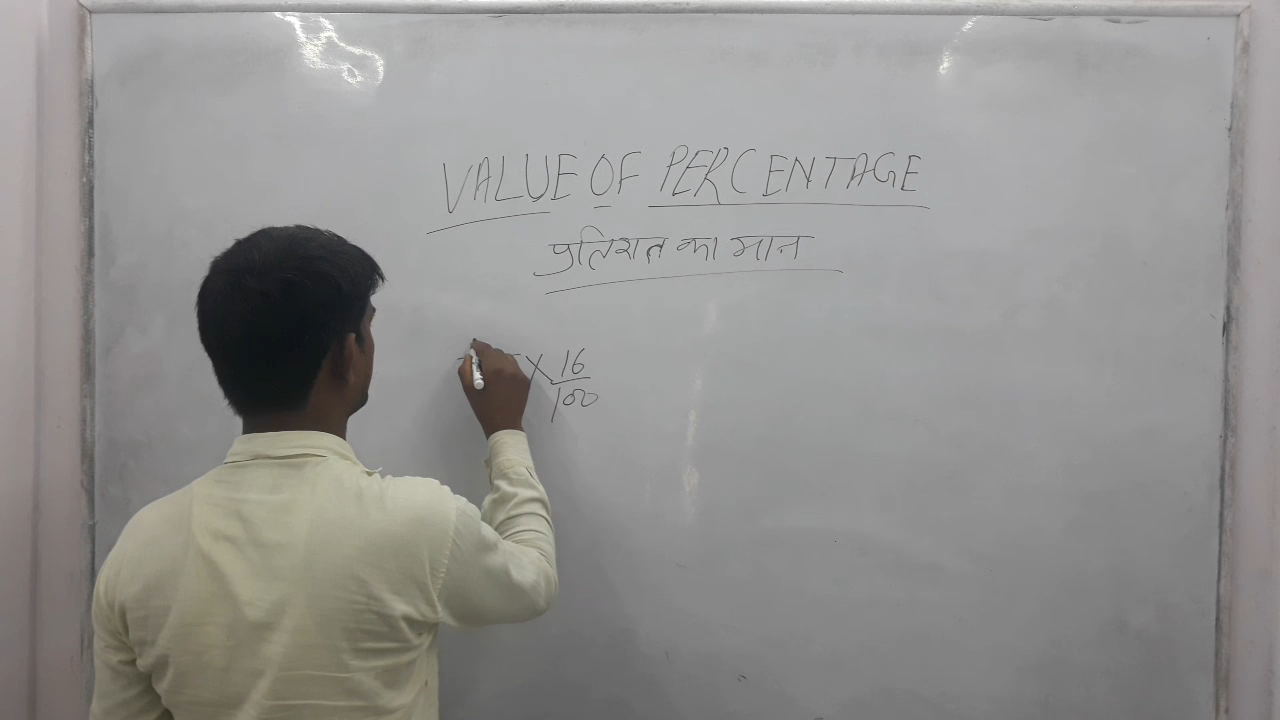 VALUE OF PERCENTAGE
प्रतिशत का मान
× 16/100